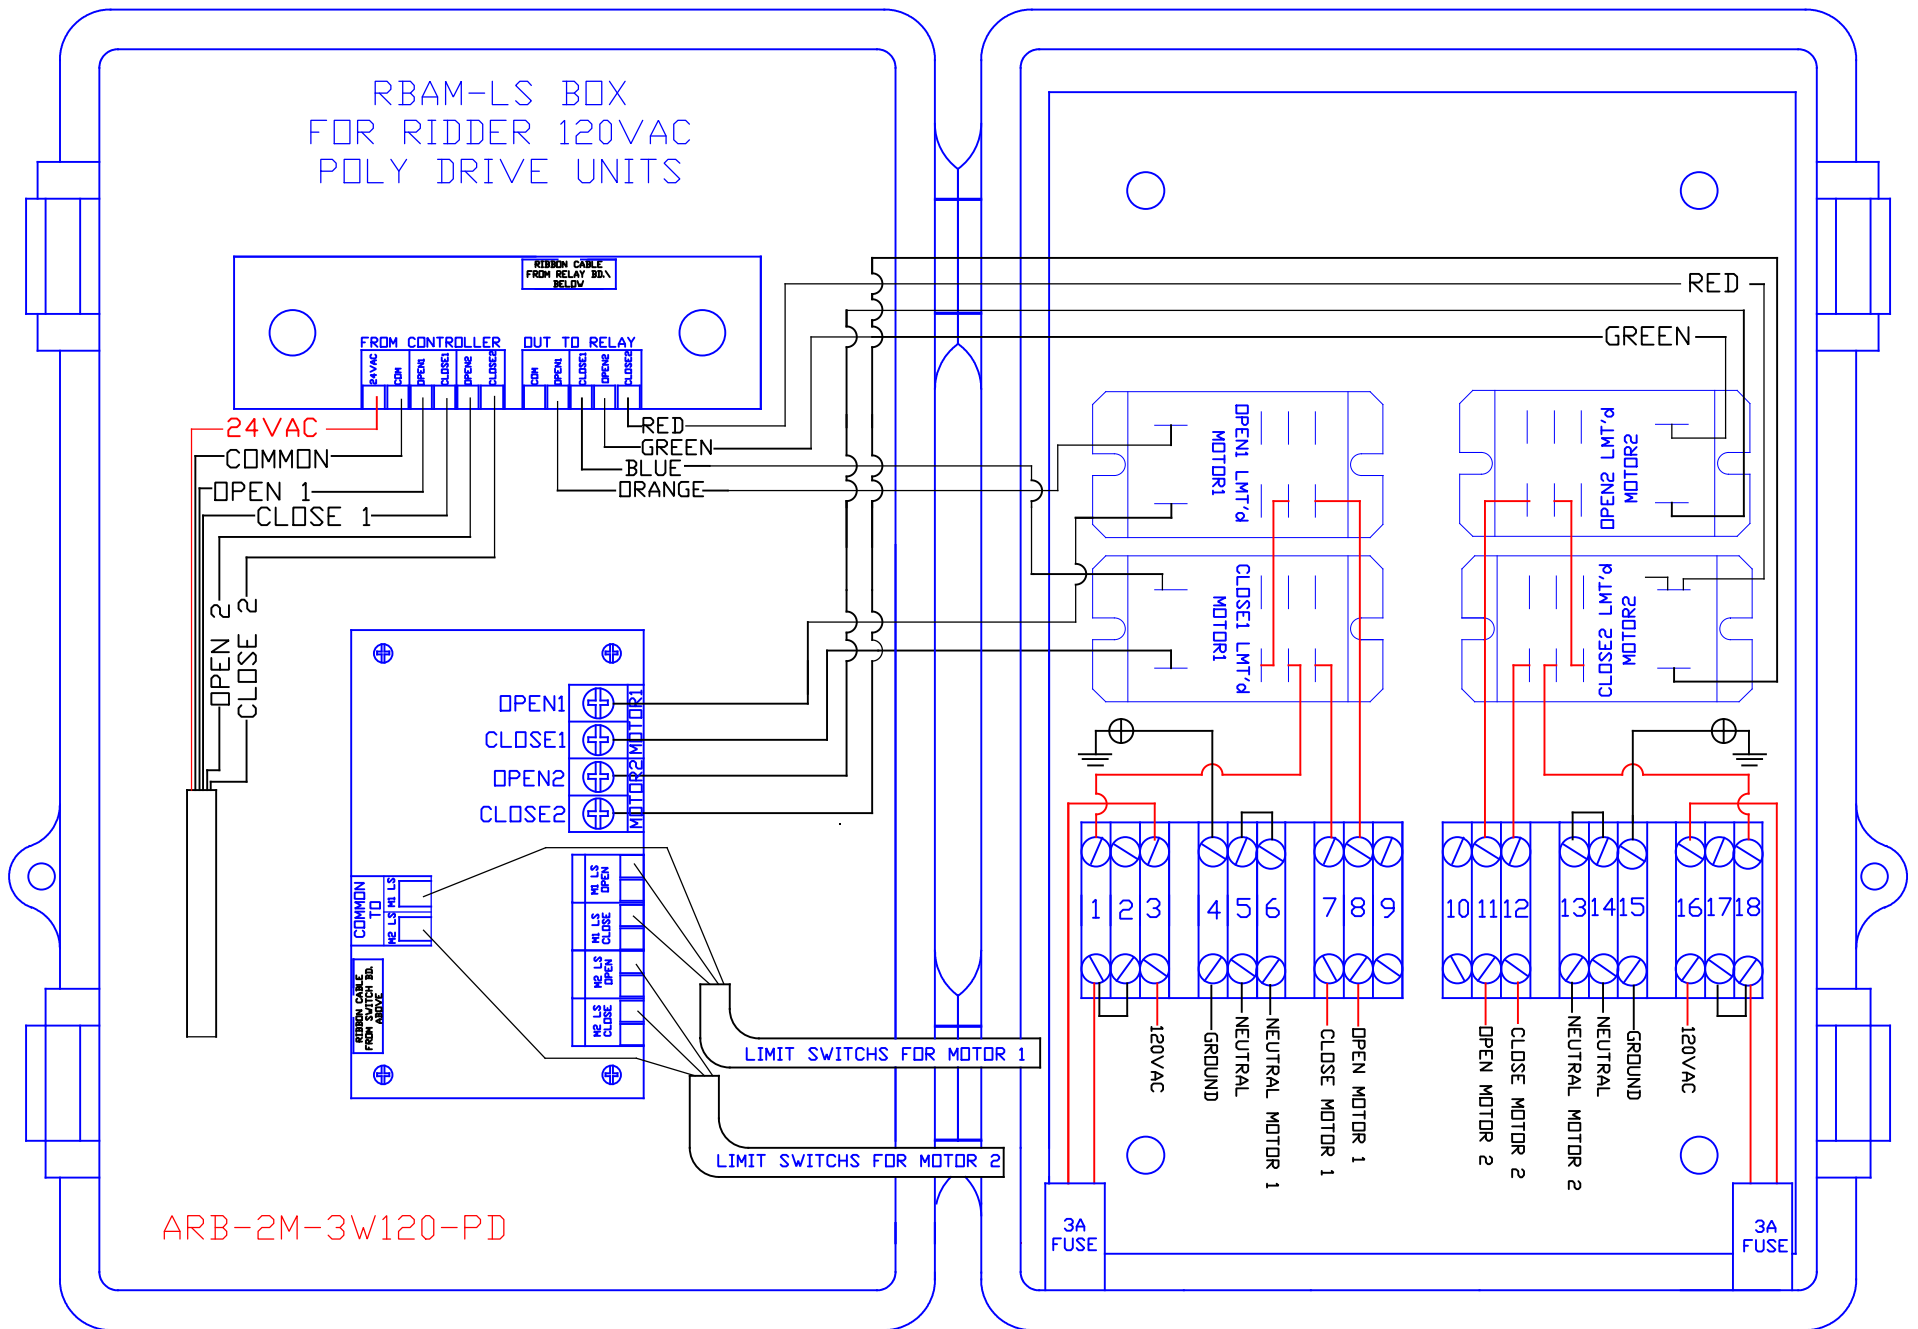 RBAM-LS BOX
FOR RIDDER 120VAC
POLY DRIVE UNITS
RIBBON CABLE
FROM RELAY BD.\
BELOW
FROM CONTROLLER
OUT TO RELAY
24VAC
COM
OPEN1
CLOSE1
OPEN2
CLOSE2
COM
OPEN1
CLOSE1
OPEN2
CLOSE2
24VAC
COMMON
OPEN 1
CLOSE 1
OPEN 2
CLOSE 2
RED
GREEN
BLUE
ORANGE
RED
GREEN
OPEN1 LMT'd
MOTOR1
OPEN2 LMT'd
MOTOR2
CLOSE1 LMT'd
MOTOR1
CLOSE2 LMT'd
MOTOR2
OPEN1
CLOSE1
OPEN2
CLOSE2
MOTOR1
MOTOR2
COMMON
TO
M1 LS
M2 LS
M1 LS
OPEN
M1 LS
CLOSE
M2 LS
OPEN
M2 LS
CLOSE
RIBBON CABLE
FROM SWITCH BD.
ABOVE
LIMIT SWITCHS FOR MOTOR 1
LIMIT SWITCHS FOR MOTOR 2
1 2 3 4 5 6 7 8 9
10 11 12 13 14 15 16 17 18
120VAC
GROUND
NEUTRAL
NEUTRAL MOTOR 1
CLOSE MOTOR 1
OPEN MOTOR 1
OPEN MOTOR 2
CLOSE MOTOR 2
NEUTRAL MOTOR 2
NEUTRAL
GROUND
120VAC
3A
FUSE
3A
FUSE
ARB-2M-3W120-PD